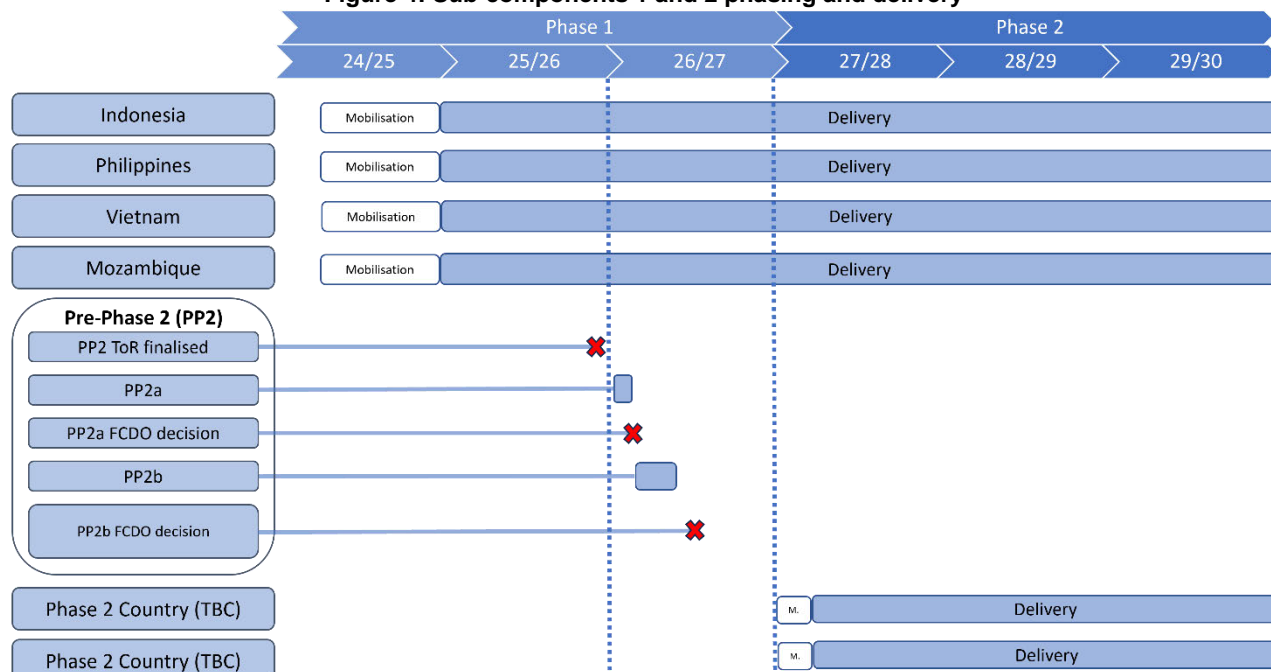 Figure 4: Sub-components 1 and 2 phasing and delivery
Phase 1 Phase 2
24/25 25/26 26/27 27/28 28/29 29/30
Indonesia Mobilisation Delivery
Philippines Mobilisation Delivery
Vietnam Mobilisation Delivery
Mozambique Mobilisation Delivery
Pre-Phase 2 (PP2)
PP2 ToR finalised
PP2a
PP2a FCDO decision
PP2b
PP2b FCDO decision
Phase 2 Country (TBC) M. Delivery
Phase 2 Country (TBC) M. Delivery